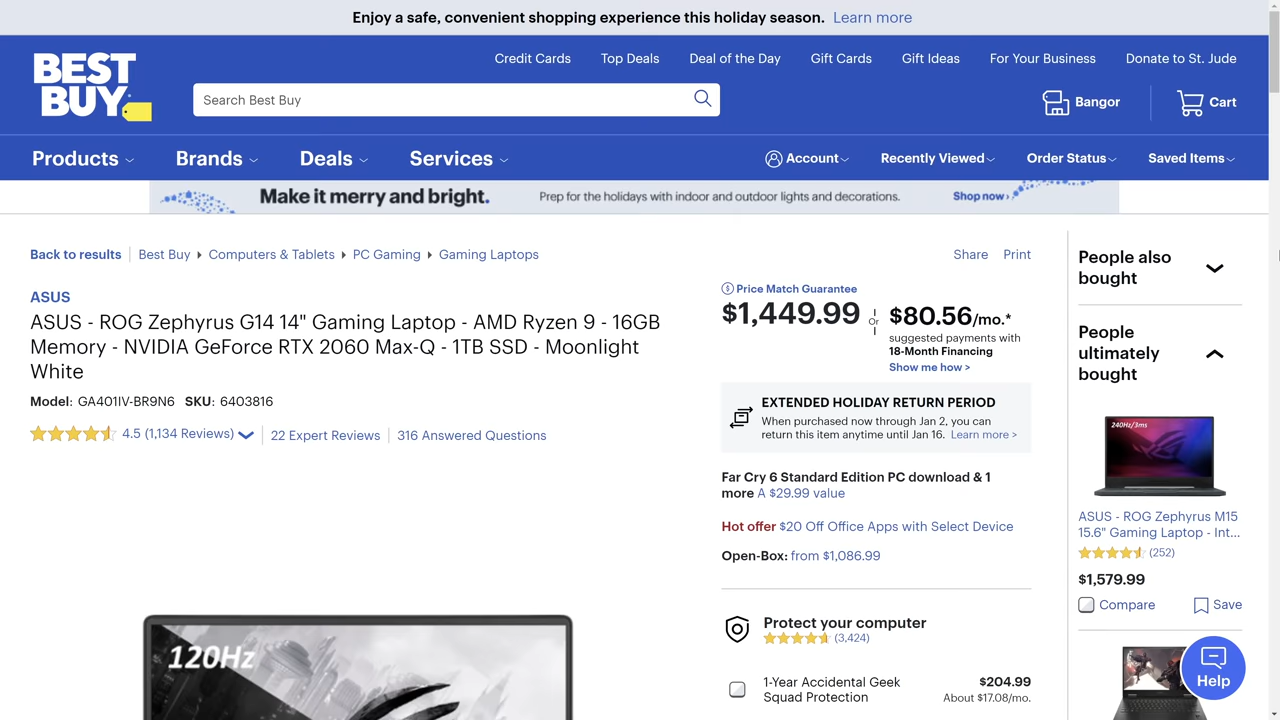 Enjoy a safe, convenient shopping experience this holiday season. Learn more
Credit Cards Top Deals Deal of the Day Gift Cards Gift Ideas For Your Business Donate to St. Jude
BEST
BUY
Search Best Buy
Bangor
Cart
Products Brands Deals Services
Account Recently Viewed Order Status Saved Items
Make it merry and bright. Prep for the holidays with indoor and outdoor lights and decorations. Shop now ›
Back to results Best Buy Computers & Tablets PC Gaming Gaming Laptops
Share Print
ASUS
ASUS - ROG Zephyrus G14 14" Gaming Laptop - AMD Ryzen 9 - 16GB
Memory - NVIDIA GeForce RTX 2060 Max-Q - 1TB SSD - Moonlight
White
Model: GA401IV-BR9N6 SKU: 6403816
4.5 (1,134 Reviews) 22 Expert Reviews 316 Answered Questions
120Hz
Price Match Guarantee
$1,449.99
Or
$80.56/mo.*
suggested payments with
18-Month Financing
Show me how >
EXTENDED HOLIDAY RETURN PERIOD
When purchased now through Jan 2, you can
return this item anytime until Jan 16. Learn more >
Far Cry 6 Standard Edition PC download & 1
more A $29.99 value
Hot offer $20 Off Office Apps with Select Device
Open-Box: from $1,086.99
Protect your computer
(3,424)
1-Year Accidental Geek
Squad Protection
$204.99
About $17.08/mo.
People also
bought
People
ultimately
bought
240Hz/3ms
ASUS - ROG Zephyrus M15
15.6" Gaming Laptop - Int...
(252)
$1,579.99
Compare Save
Help